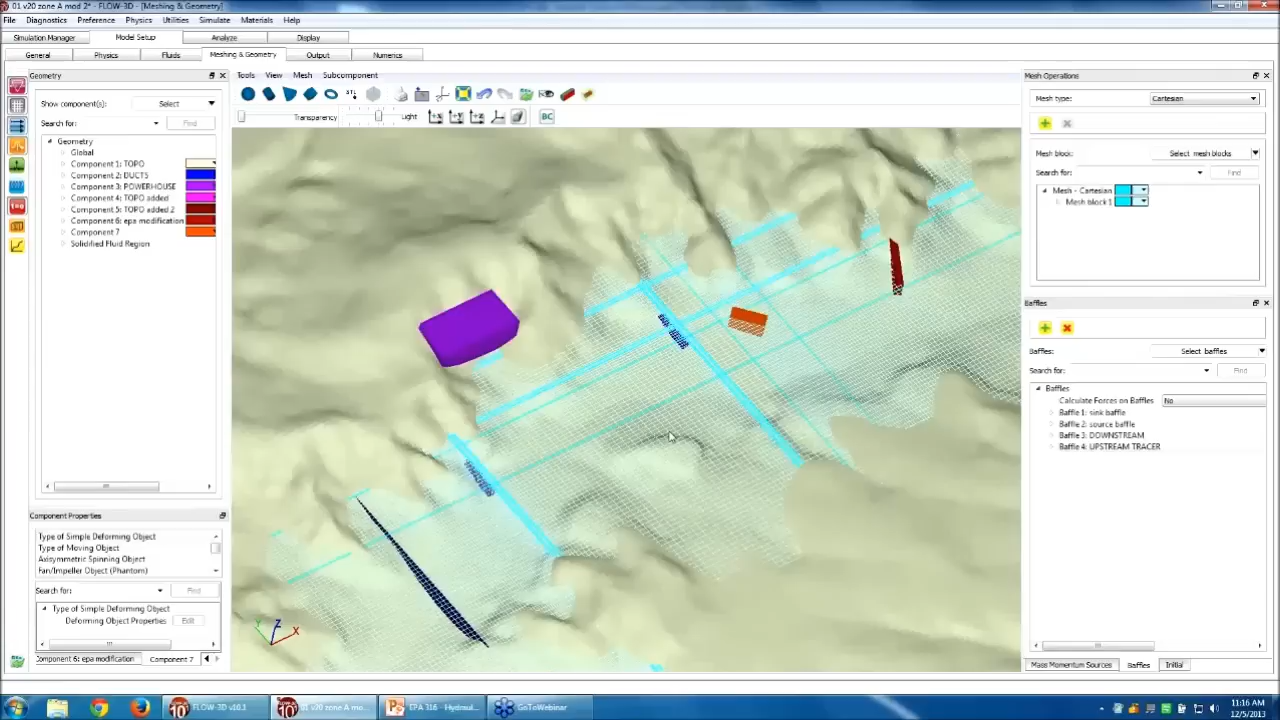 01 v20 zone A mod 2* - FLOW-3D - [Physics]
File Diagnostics Preference Physics Utilities Simulate Materials Help
Simulation Manager Model Setup Analyze Display
General Physics Fluids Meshing & Geometry Output Numerics
Geometry
Show component(s): Select
Search for: Find
Geometry
Global
Component 1: TOPO
Component 2: DUCTS
Component 3: POWERHOUSE
Component 4: TOPO added
Component 5: TOPO added 2
Component 6: epa modification
Component 7
Solidified Fluid Region
Component Properties
Type of Simple Deforming Object
Type of Moving Object
Axisymmetric Spinning Object
Fan/Impeller Object (Phantom)
Search for: Find
Type of Simple Deforming Object
Deforming Object Properties Edit
Component 6: epa modification Component 7
Tools View Mesh Subcomponent
STL
Transparency Light BC
Y Z X
Mesh Operations
Mesh type: Cartesian
Mesh block: Select mesh blocks
Search for: Find
Mesh - Cartesian
Mesh block 1
Baffles
Baffles: Select baffles
Search for: Find
Baffles
Calculate Forces on Baffles No
Baffle 1: sink baffle
Baffle 2: source baffle
Baffle 3: DOWNSTREAM
Baffle 4: UPSTREAM TRACER
Mass Momentum Sources Baffles Initial
FLOW-3D v10.1 01 v20 zone A mo... EPA 316 - Hydraul... GoToWebinar
11:16 AM
12/5/2013